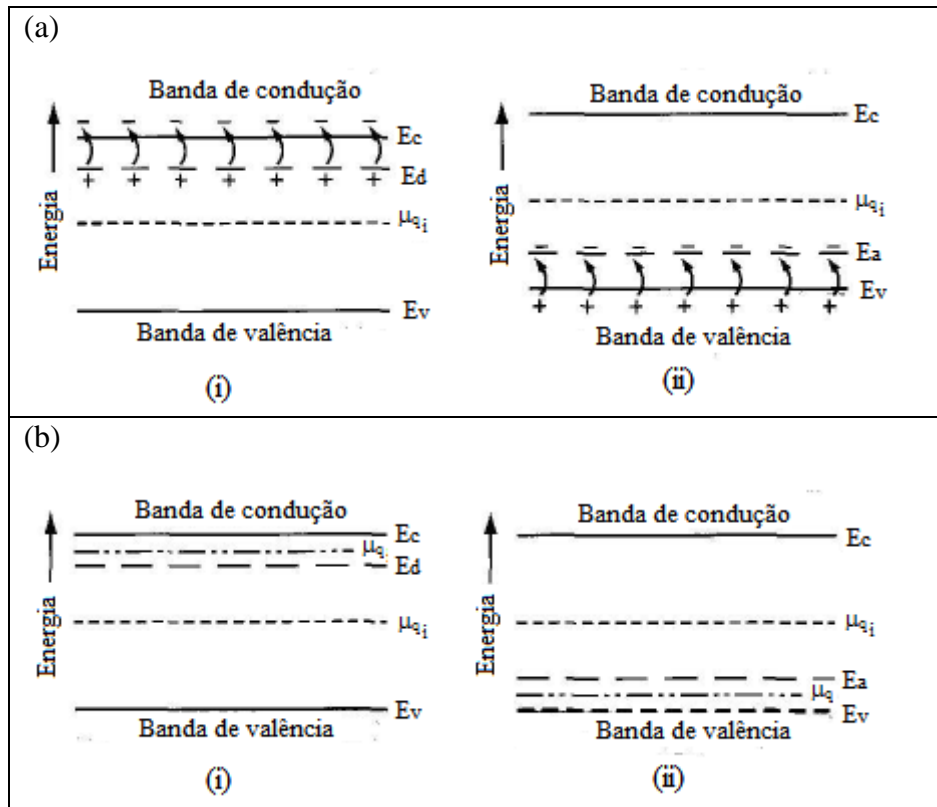 (a)
Banda de condução
Energia
Ec
Ed
μqi
Ev
Banda de valência
(i)
Banda de condução
Energia
Ec
μqi
Ea
Ev
Banda de valência
(ii)
(b)
Banda de condução
Energia
Ec
μq
Ed
μqi
Ev
Banda de valência
(i)
Banda de condução
Energia
Ec
μqi
Ea
μq
Ev
Banda de valência
(ii)